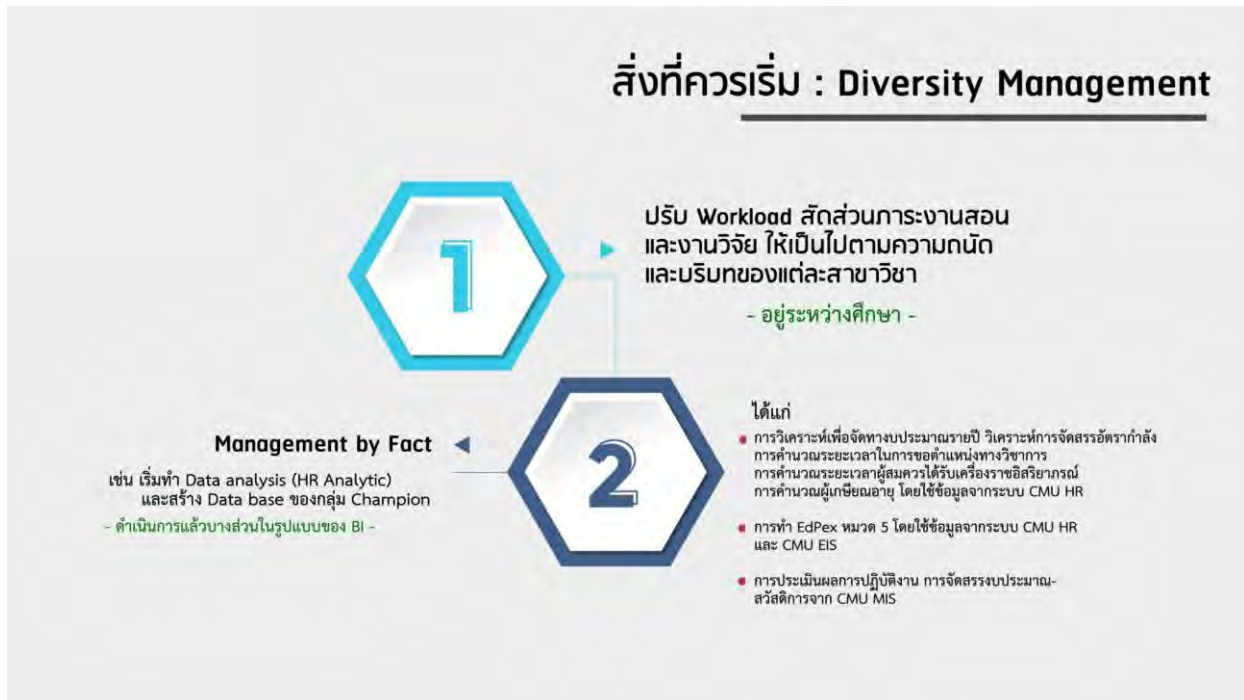 สิ่งที่ควรเริ่ม : Diversity Management
1
ปรับ Workload สัดส่วนภาระงานสอน
และงานวิจัย ให้เป็นไปตามความถนัด
และบริบทของแต่ละสาขาวิชา
- อยู่ระหว่างศึกษา -
2
Management by Fact
เช่น เริ่มทำ Data analysis (HR Analytic)
และสร้าง Data base ของกลุ่ม Champion
- ดำเนินการแล้วบางส่วนในรูปแบบของ BI -
ได้แก่
การวิเคราะห์เพื่อจัดทางบประมาณรายปี วิเคราะห์การจัดสรรอัตรากำลัง
การคำนวณระยะเวลาในการขอตำแหน่งทางวิชาการ
การคำนวณระยะเวลาผู้สมควรได้รับเครื่องราชอิสริยาภรณ์
การคำนวณผู้เกษียณอายุ โดยใช้ข้อมูลจากระบบ CMU HR
การทำ EdPex หมวด 5 โดยใช้ข้อมูลจากระบบ CMU HR
และ CMU EIS
การประเมินผลการปฏิบัติงาน การจัดสรรงบประมาณ-
สวัสดิการจาก CMU MIS